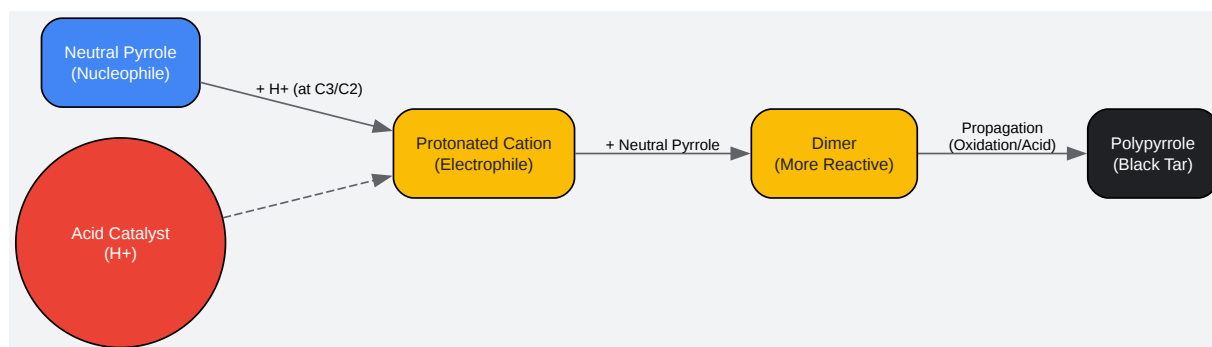 Neutral Pyrrole
(Nucleophile)
+ H+ (at C3/C2)
Acid Catalyst
(H+)
Protonated Cation
(Electrophile)
+ Neutral Pyrrole
Dimer
(More Reactive)
Propagation
(Oxidation/Acid)
Polypyrrole
(Black Tar)